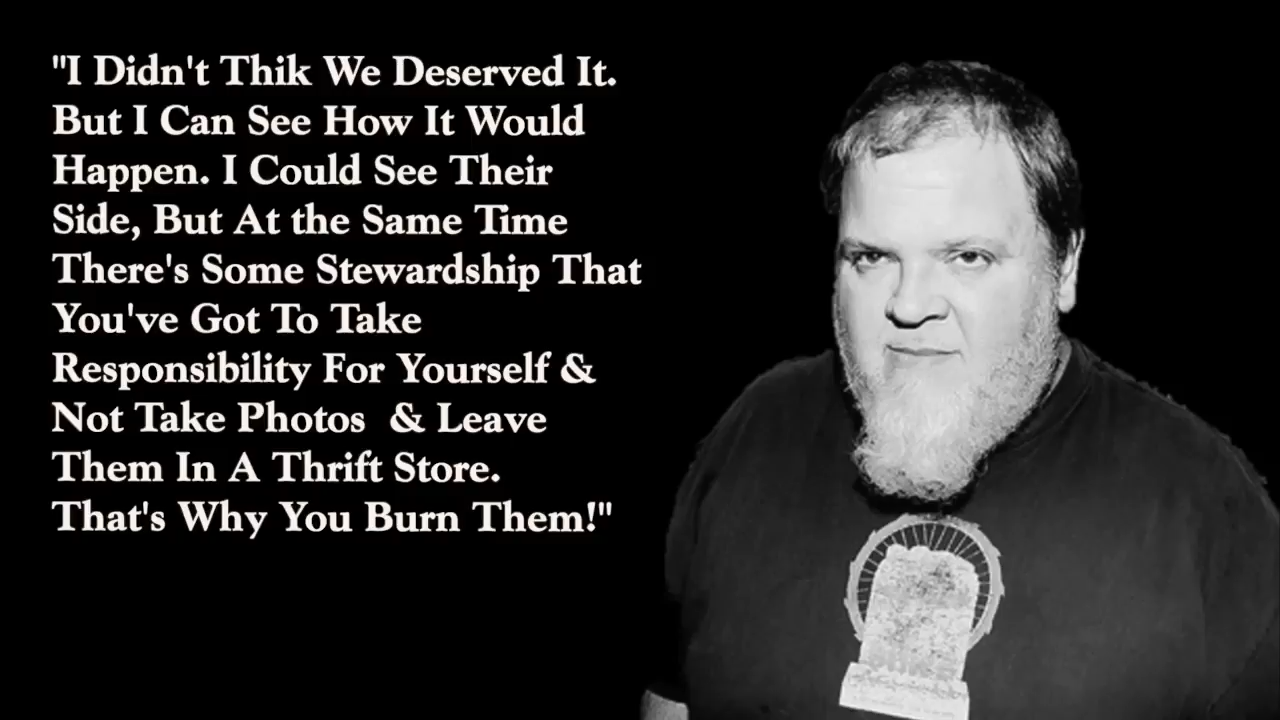 "I Didn't Thik We Deserved It.
But I Can See How It Would
Happen. I Could See Their
Side, But At the Same Time
There's Some Stewardship That
You've Got To Take
Responsibility For Yourself &
Not Take Photos  & Leave
Them In A Thrift Store.
That's Why You Burn Them!"